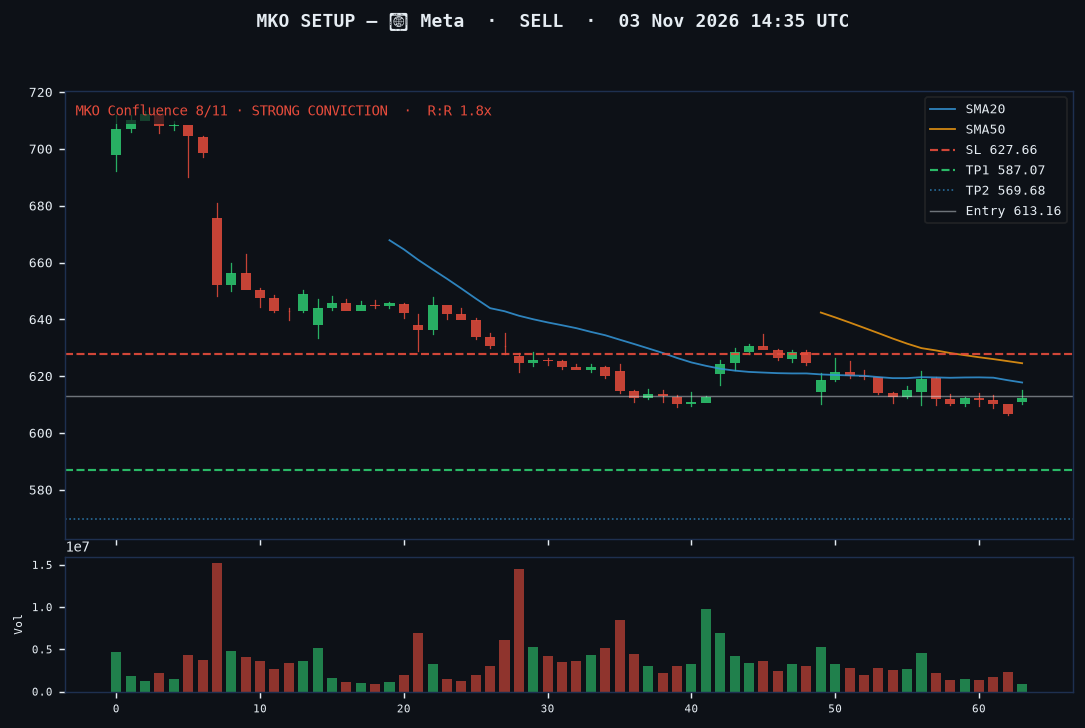 MKO SETUP — 🌐 Meta · SELL · 03 Nov 2026 14:35 UTC
MKO Confluence 8/11 · STRONG CONVICTION · R:R 1.8x
SMA20
SMA50
SL 627.66
TP1 587.07
TP2 569.68
Entry 613.16
720
700
680
660
640
620
600
580
1e7
1.5
1.0
0.5
0.0
Vol
0 10 20 30 40 50 60